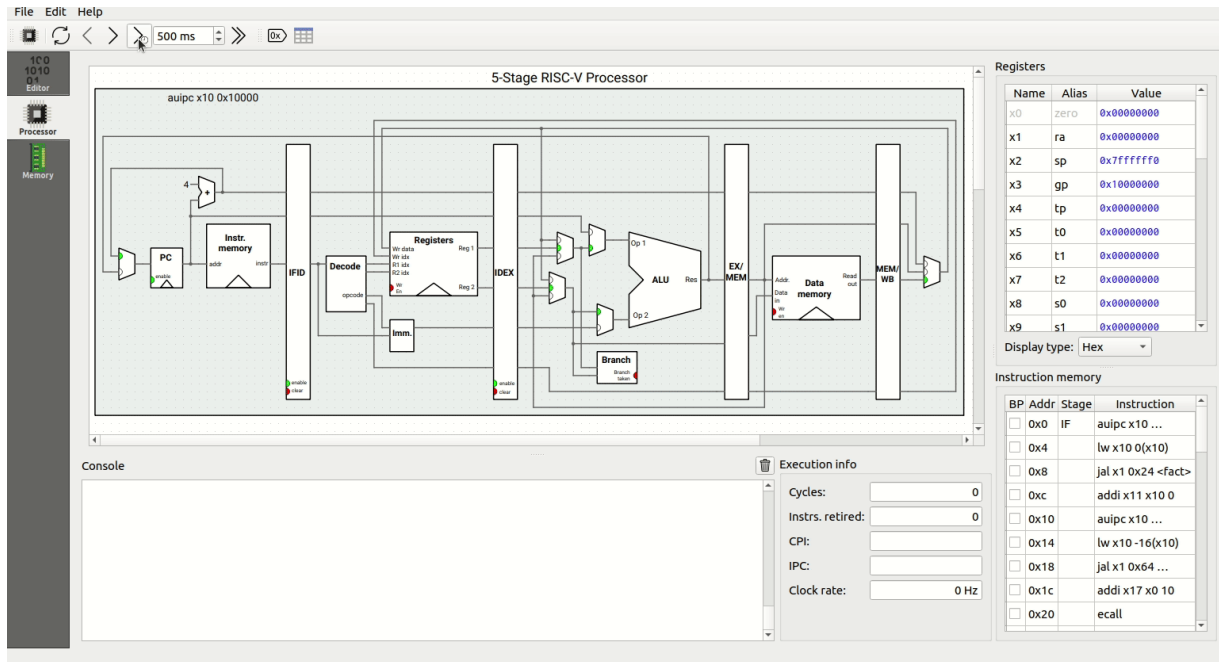 File Edit Help
500 ms
0x
Editor
Processor
Memory
5-Stage RISC-V Processor
auipc x10 0x10000
4
+
PC
enable
Instr. memory
addr
instr
IFID
enable
clear
Decode
opcode
Registers
Wr data
Wr idx
R1 idx
R2 idx
Wr En
Reg 1
Reg 2
Imm.
IDEX
enable
clear
Op 1
ALU
Res
Op 2
Branch
Branch taken
EX/MEM
Data memory
Addr.
Data in
Wr en
Read out
MEM/WB
Registers
Name Alias Value
x0 zero 0x00000000
x1 ra 0x00000000
x2 sp 0x7ffffff0
x3 gp 0x10000000
x4 tp 0x00000000
x5 t0 0x00000000
x6 t1 0x00000000
x7 t2 0x00000000
x8 s0 0x00000000
x9 s1 0x00000000
Display type: Hex
Instruction memory
BP Addr Stage Instruction
0x0 IF auipc x10 ...
0x4 lw x10 0(x10)
0x8 jal x1 0x24 <fact>
0xc addi x11 x10 0
0x10 auipc x10 ...
0x14 lw x10 -16(x10)
0x18 jal x1 0x64 ...
0x1c addi x17 x0 10
0x20 ecall
Console
Execution info
Cycles: 0
Instrs. retired: 0
CPI:
IPC:
Clock rate: 0 Hz